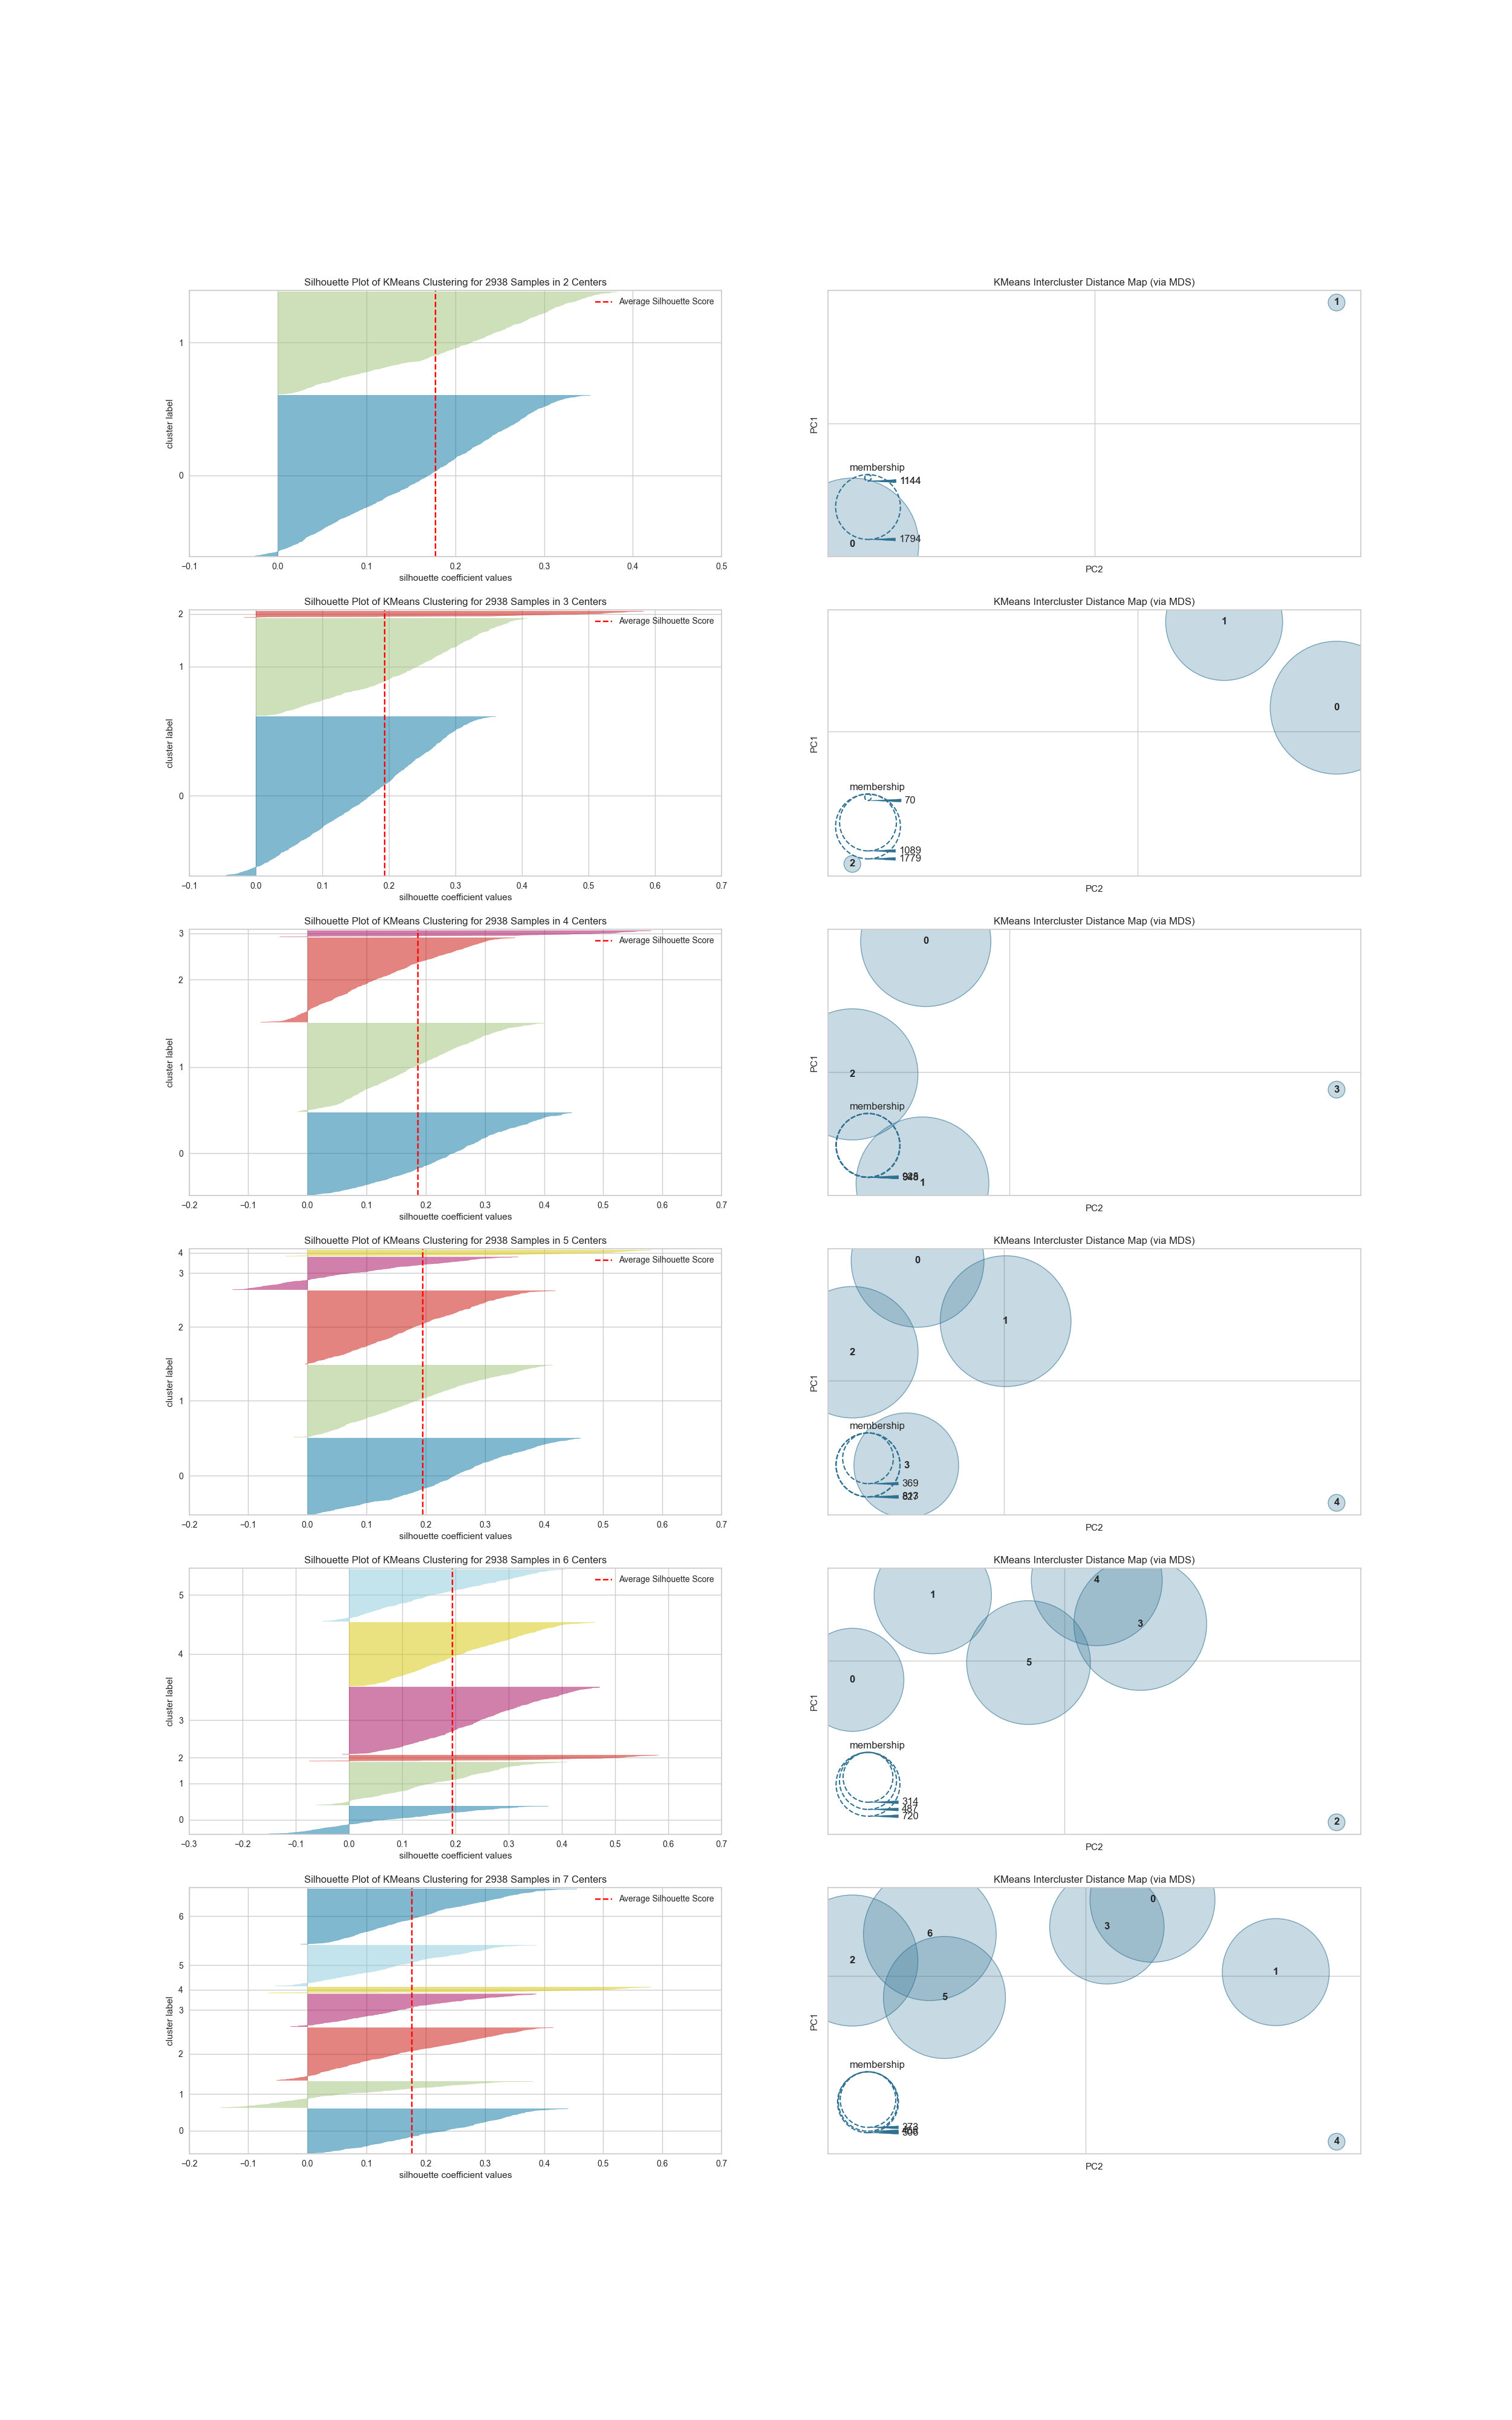 Silhouette Plot of KMeans Clustering for 2938 Samples in 2 Centers
Average Silhouette Score
1
0
cluster label
−0.1 0.0 0.1 0.2 0.3 0.4 0.5
silhouette coefficient values
KMeans Intercluster Distance Map (via MDS)
1
PC1
membership
1144
1794
0
PC2
Silhouette Plot of KMeans Clustering for 2938 Samples in 3 Centers
Average Silhouette Score
2
1
0
cluster label
−0.1 0.0 0.1 0.2 0.3 0.4 0.5 0.6 0.7
silhouette coefficient values
KMeans Intercluster Distance Map (via MDS)
1
0
PC1
membership
70
1089
1779
2
PC2
Silhouette Plot of KMeans Clustering for 2938 Samples in 4 Centers
Average Silhouette Score
3
2
1
0
cluster label
−0.2 −0.1 0.0 0.1 0.2 0.3 0.4 0.5 0.6 0.7
silhouette coefficient values
KMeans Intercluster Distance Map (via MDS)
0
2
3
PC1
membership
1
PC2
Silhouette Plot of KMeans Clustering for 2938 Samples in 5 Centers
Average Silhouette Score
4
3
2
1
0
cluster label
−0.2 −0.1 0.0 0.1 0.2 0.3 0.4 0.5 0.6 0.7
silhouette coefficient values
KMeans Intercluster Distance Map (via MDS)
0
1
2
PC1
membership
3
369
4
PC2
Silhouette Plot of KMeans Clustering for 2938 Samples in 6 Centers
Average Silhouette Score
5
4
3
2
1
0
cluster label
−0.3 −0.2 −0.1 0.0 0.1 0.2 0.3 0.4 0.5 0.6 0.7
silhouette coefficient values
KMeans Intercluster Distance Map (via MDS)
4
1
3
5
0
PC1
membership
314
487
720
2
PC2
Silhouette Plot of KMeans Clustering for 2938 Samples in 7 Centers
Average Silhouette Score
6
5
4
3
2
1
0
cluster label
−0.2 −0.1 0.0 0.1 0.2 0.3 0.4 0.5 0.6 0.7
silhouette coefficient values
KMeans Intercluster Distance Map (via MDS)
0
3
6
2
1
5
PC1
membership
273
4
PC2